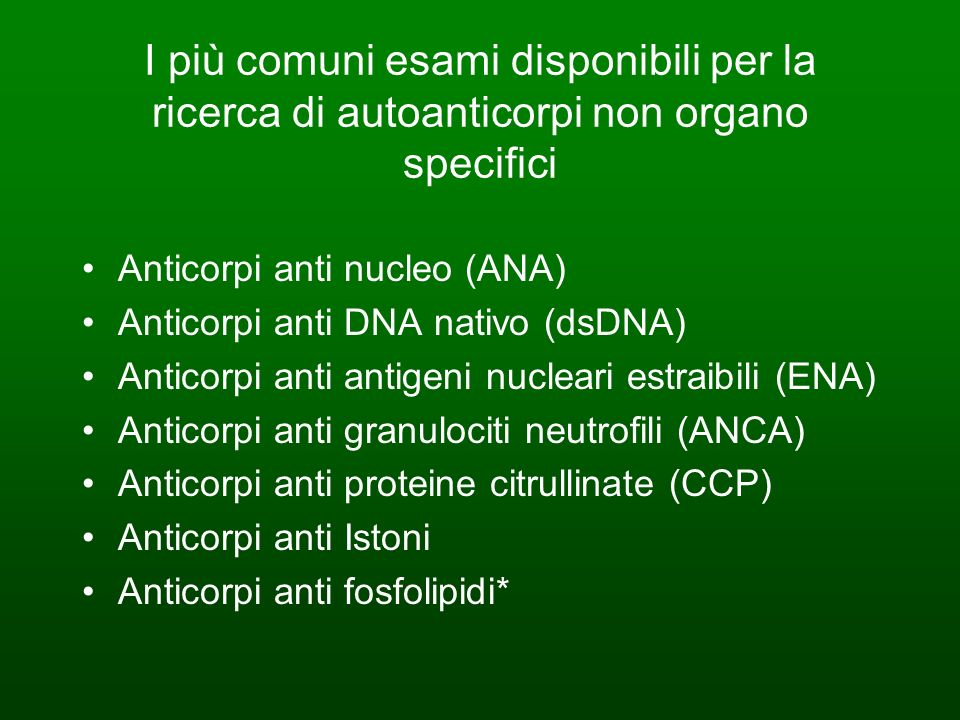 I più comuni esami disponibili per la
ricerca di autoanticorpi non organo
specifici
• Anticorpi anti nucleo (ANA)
• Anticorpi anti DNA nativo (dsDNA)
• Anticorpi anti antigeni nucleari estraibili (ENA)
• Anticorpi anti granulociti neutrofili (ANCA)
• Anticorpi anti proteine citrullinate (CCP)
• Anticorpi anti Istoni
• Anticorpi anti fosfolipidi*